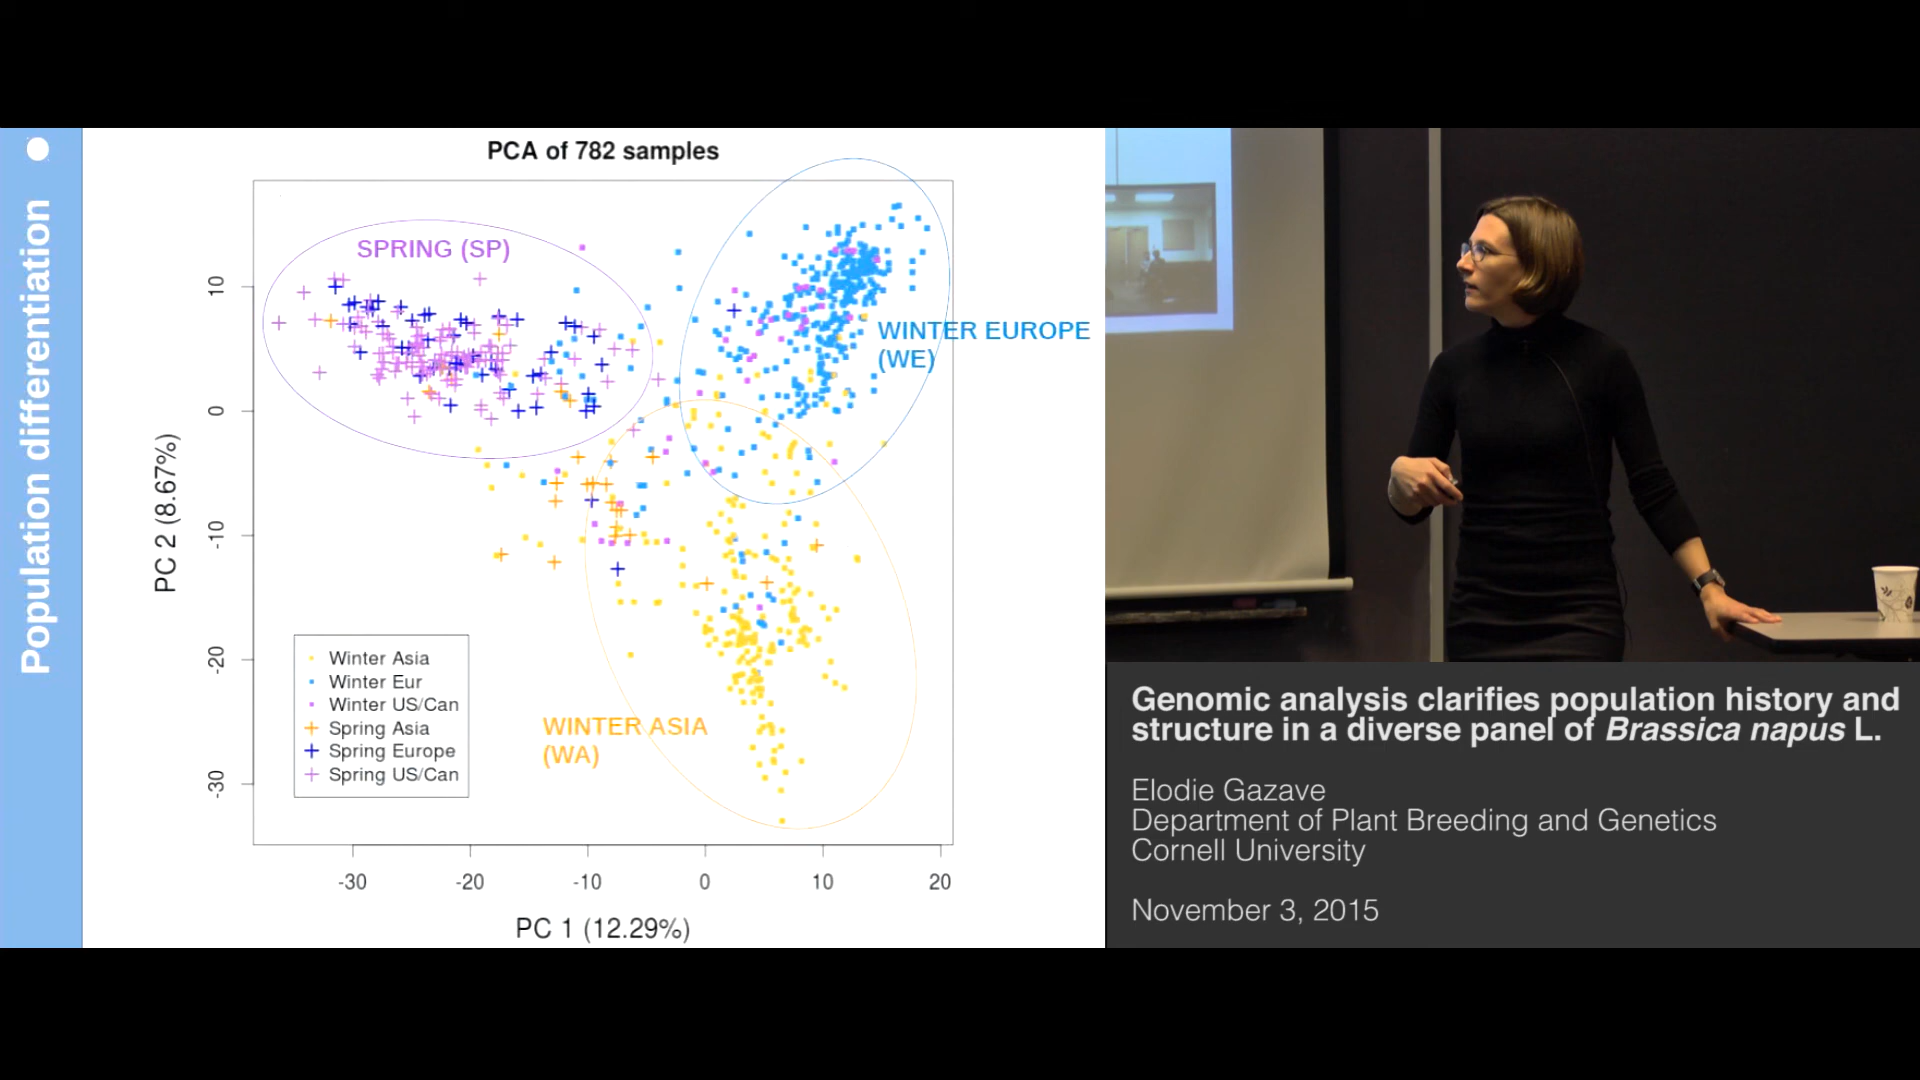 Population differentiation
PCA of 782 samples
SPRING (SP)
WINTER EUROPE
(WE)
WINTER ASIA
(WA)
10
0
-10
-20
-30
PC 2 (8.67%)
Winter Asia
Winter Eur
Winter US/Can
Spring Asia
Spring Europe
Spring US/Can
-30 -20 -10 0 10 20
PC 1 (12.29%)
Genomic analysis clarifies population history and
structure in a diverse panel of Brassica napus L.
Elodie Gazave
Department of Plant Breeding and Genetics
Cornell University
November 3, 2015